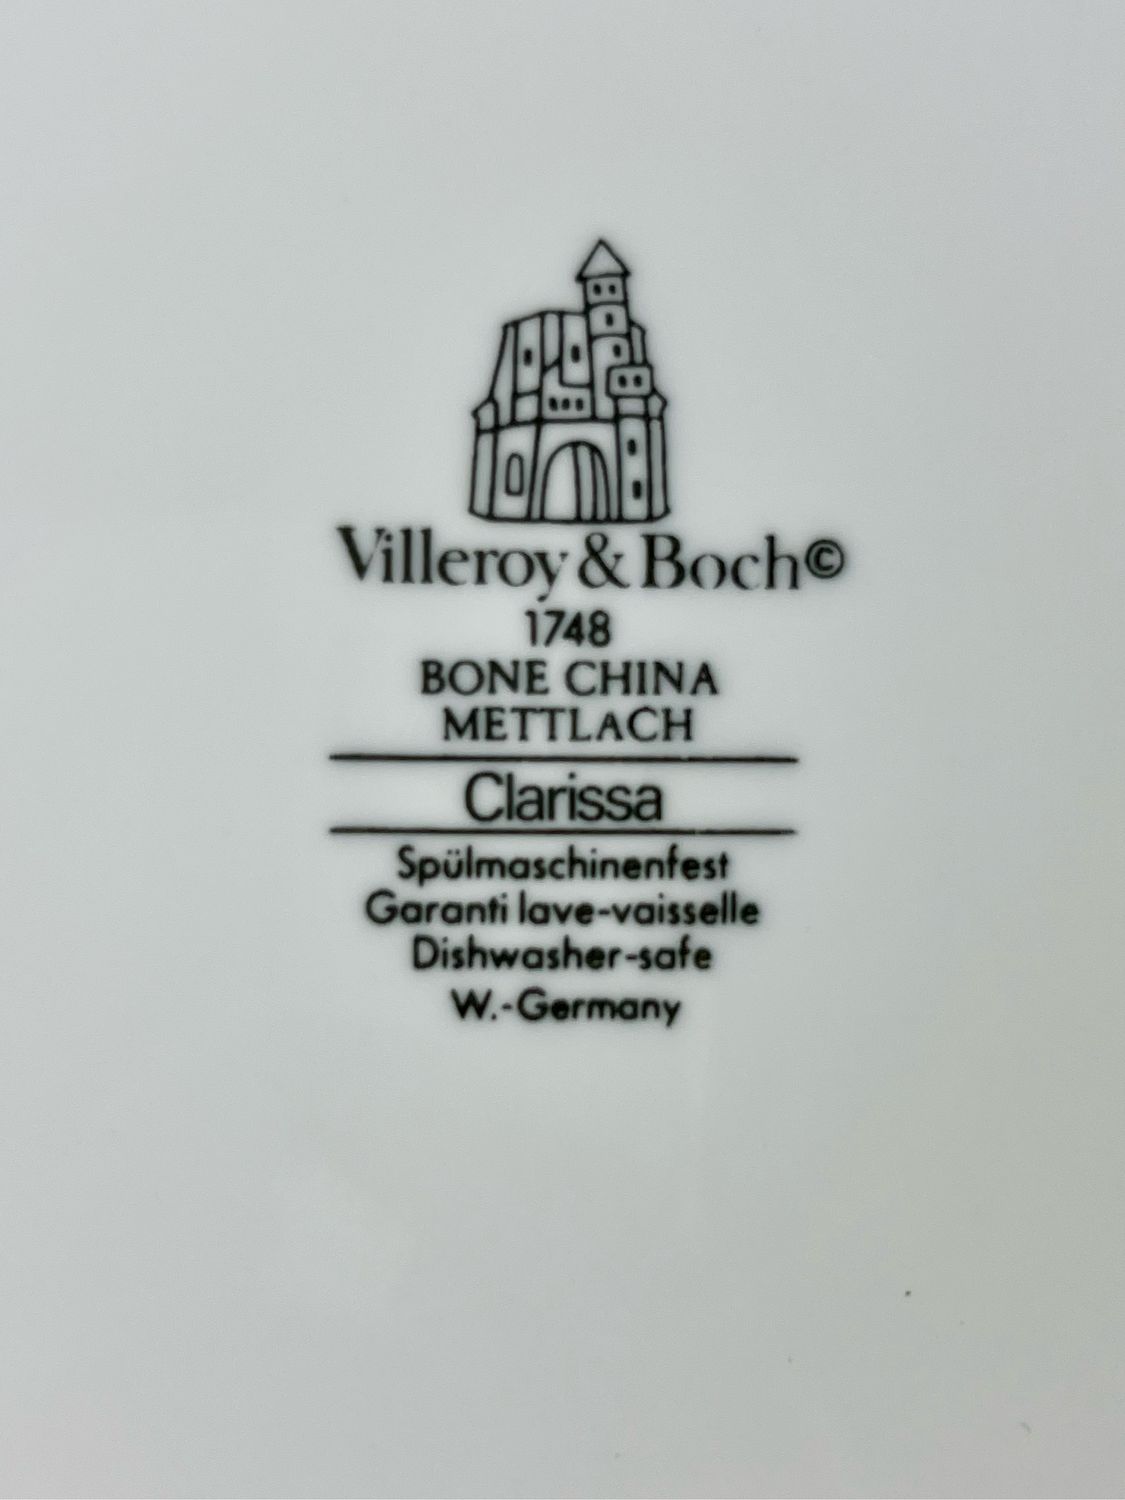 Villeroy & Boch©
1748
BONE CHINA
METTLACH
Clarissa
Spülmaschinenfest
Garanti lave-vaisselle
Dishwasher-safe
W.-Germany